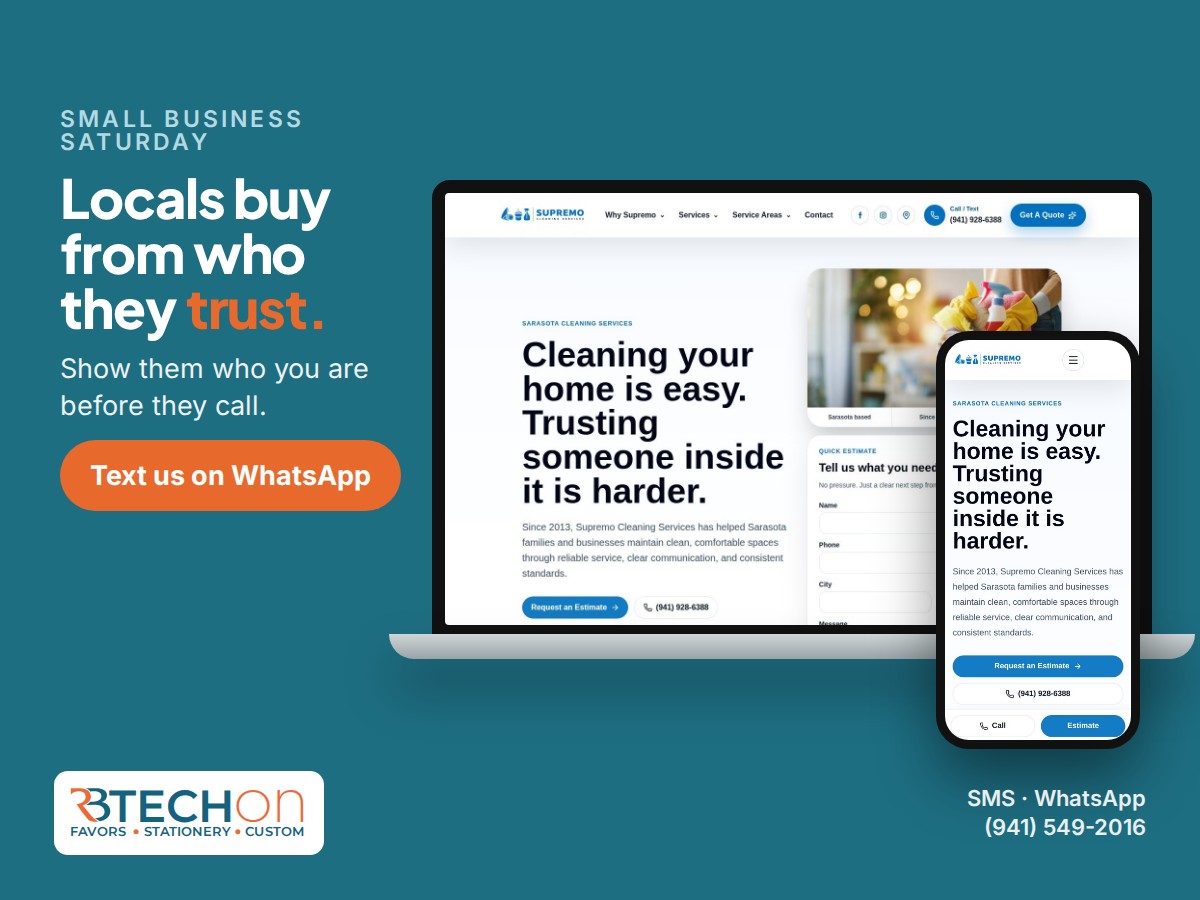 SMALL BUSINESS
SATURDAY
Locals buy
from who
they trust.
Show them who you are
before they call.
Text us on WhatsApp
SUPREMO
CLEANING SERVICES
Why Supremo
Services
Service Areas
Contact
Call / Text
(941) 928-6388
Get A Quote
SARASOTA CLEANING SERVICES
Cleaning your
home is easy.
Trusting
someone inside
it is harder.
Since 2013, Supremo Cleaning Services has helped Sarasota
families and businesses maintain clean, comfortable spaces
through reliable service, clear communication, and consistent
standards.
Request an Estimate →
(941) 928-6388
Sarasota based
Since
QUICK ESTIMATE
Tell us what you need
No pressure. Just a clear next step
Name
Phone
City
Message
SUPREMO
CLEANING SERVICES
SARASOTA CLEANING SERVICES
Cleaning your
home is easy.
Trusting
someone
inside it is
harder.
Since 2013, Supremo Cleaning Services has
helped Sarasota families and businesses
maintain clean, comfortable spaces through
reliable service, clear communication, and
consistent standards.
Request an Estimate →
(941) 928-6388
Call
Estimate
RBTECHON
FAVORS • STATIONERY • CUSTOM
SMS · WhatsApp
(941) 549-2016